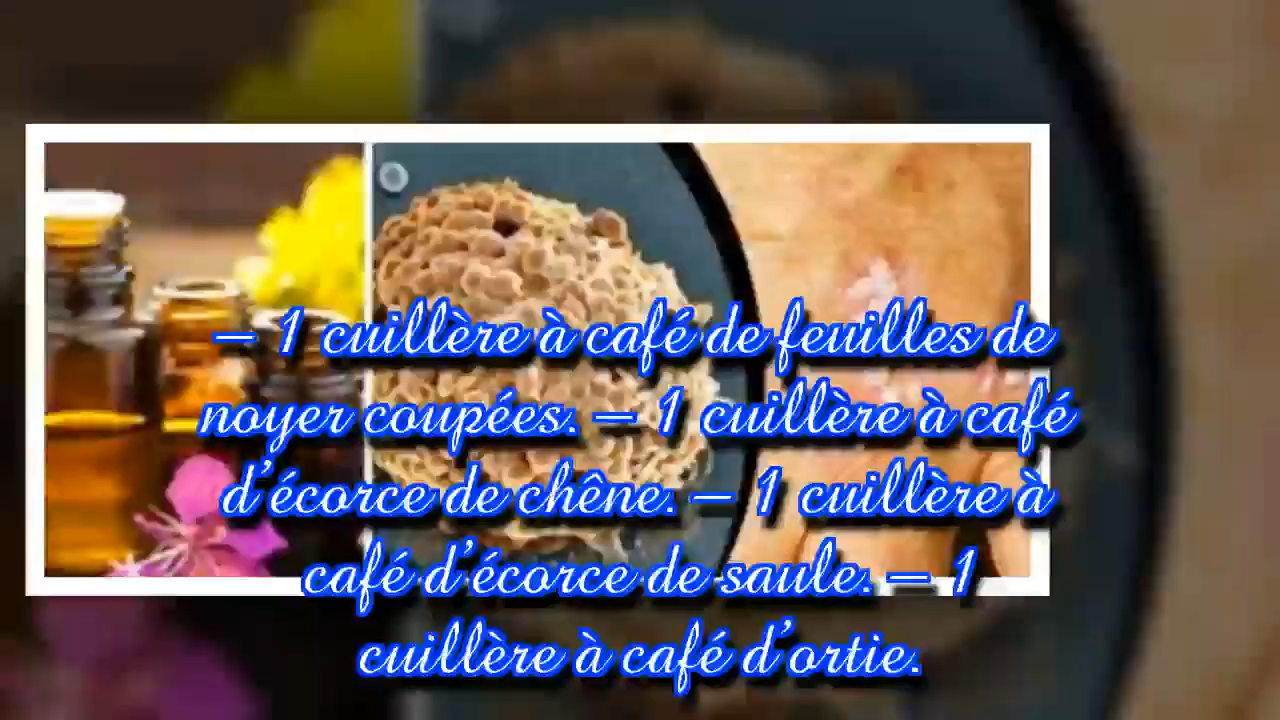 – 1 cuillère à café de feuilles de
noyer coupées. – 1 cuillère à café
d’écorce de chêne. – 1 cuillère à
café d’écorce de saule. – 1
cuillère à café d’ortie.